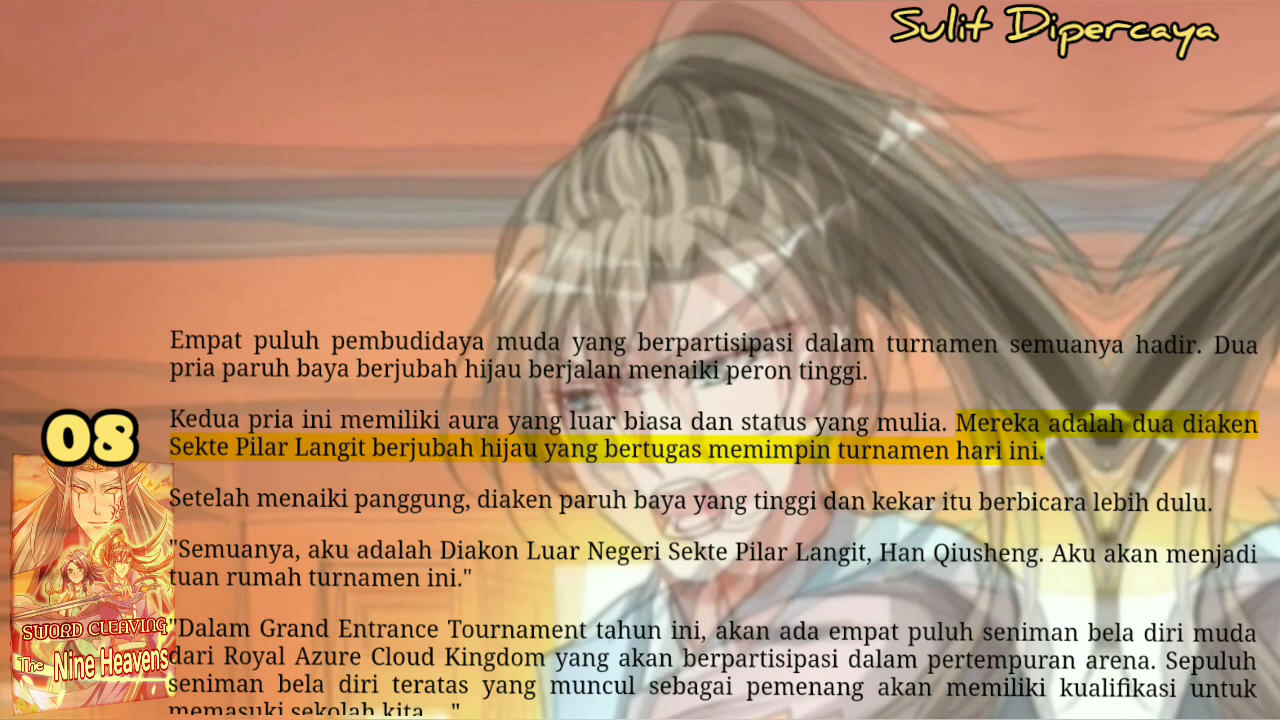 Sulit Dipercaya
Empat puluh pembudidaya muda yang berpartisipasi dalam turnamen semuanya hadir. Dua
pria paruh baya berjubah hijau berjalan menaiki peron tinggi.
Kedua pria ini memiliki aura yang luar biasa dan status yang mulia. Mereka adalah dua diaken
Sekte Pilar Langit berjubah hijau yang bertugas memimpin turnamen hari ini.
08
Setelah menaiki panggung, diaken paruh baya yang tinggi dan kekar itu berbicara lebih dulu.
"Semuanya, aku adalah Diakon Luar Negeri Sekte Pilar Langit, Han Qiusheng. Aku akan menjadi
tuan rumah turnamen ini."
"Dalam Grand Entrance Tournament tahun ini, akan ada empat puluh seniman bela diri muda
dari Royal Azure Cloud Kingdom yang akan berpartisipasi dalam pertempuran arena. Sepuluh
seniman bela diri teratas yang muncul sebagai pemenang akan memiliki kualifikasi untuk
memasuki sekolah kita ..."
SWORD CLEAVING
The Nine Heavens